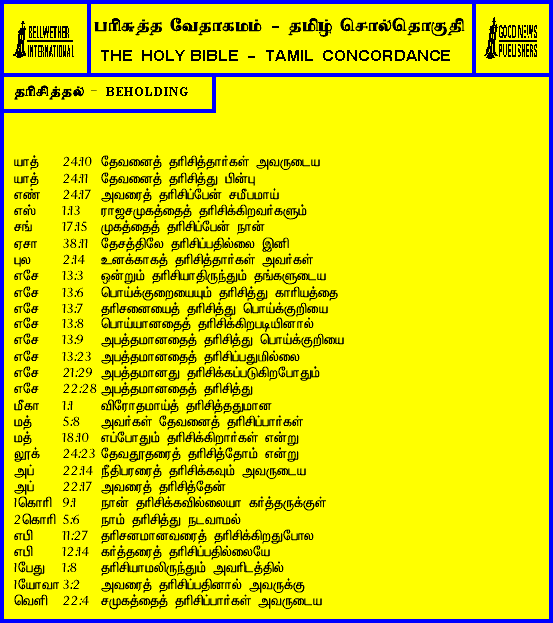 BELLWETHER
INTERNATIONAL
பரிசுத்த வேதாகமம் - தமிழ் சொல்தொகுதி
THE HOLY BIBLE - TAMIL CONCORDANCE
GOOD NEWS
PUBLISHERS
தரிசித்தல் - BEHOLDING
யாத் 24:10 தேவனைத் தரிசித்தார்கள் அவருடைய
யாத் 24:11 தேவனைத் தரிசித்து பின்பு
எண் 24:17 அவரைத் தரிசிப்பேன் சமீபமாய்
எஸ் 1:13 ராஜசமுகத்தைத் தரிசிக்கிறவர்களும்
சங் 17:15 முகத்தைத் தரிசிப்பேன் நான்
ஏசா 38:11 தேசத்திலே தரிசிப்பதில்லை இனி
புல 2:14 உனக்காகத் தரிசித்தார்கள் அவர்கள்
எசே 13:3 ஒன்றும் தரிசியாதிருந்தும் தங்களுடைய
எசே 13:6 பொய்க்குறையையும் தரிசித்து காரியத்தை
எசே 13:7 தரிசனையைத் தரிசித்து பொய்க்குறியை
எசே 13:8 பொய்யானதைத் தரிசிக்கிறபடியினால்
எசே 13:9 அபத்தமானதைத் தரிசித்து பொய்க்குறியை
எசே 13:23 அபத்தமானதைத் தரிசிப்பதுமில்லை
எசே 21:29 அபத்தமானது தரிசிக்கப்படுகிறபோதும்
எசே 22:28 அபத்தமானதைத் தரிசித்து
மீகா 1:1 விரோதமாய்த் தரிசித்ததுமான
மத் 5:8 அவர்கள் தேவனைத் தரிசிப்பார்கள்
மத் 18:10 எப்போதும் தரிசிக்கிறார்கள் என்று
லூக் 24:23 தேவதூதரைத் தரிசித்தோம் என்று
அப் 22:14 நீதிபரரைத் தரிசிக்கவும் அவருடைய
அப் 22:17 அவரைத் தரிசித்தேன்
1கொரி 9:1 நான் தரிசிக்கவில்லையா கர்த்தருக்குள்
2கொரி 5:6 நாம் தரிசித்து நடவாமல்
எபி 11:27 தரிசனமானவரைத் தரிசிக்கிறதுபோல
எபி 12:14 கர்த்தரைத் தரிசிப்பதில்லையே
1பேது 1:8 தரிசியாமலிருந்தும் அவரிடத்தில்
1யோவா 3:2 அவரைத் தரிசிப்பதினால் அவருக்கு
வெளி 22:4 சமுகத்தைத் தரிசிப்பார்கள் அவருடைய